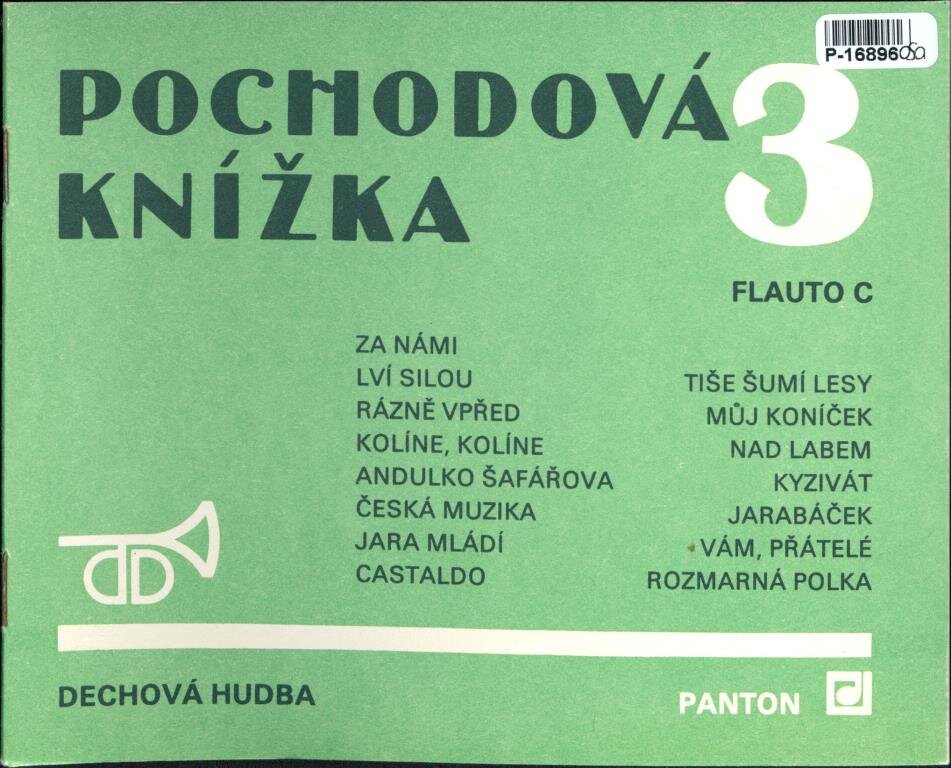 P-16896
POCHODOVÁ
KNÍŽKA
3
FLAUTO C
ZA NÁMI
LVÍ SILOU
RÁZNĚ VPŘED
KOLÍNE, KOLÍNE
ANDULKO ŠAFÁŘOVA
ČESKÁ MUZIKA
JARA MLÁDÍ
CASTALDO
TIŠE ŠUMÍ LESY
MŮJ KONÍČEK
NAD LABEM
KYZIVÁT
JARABÁČEK
VÁM, PŘÁTELÉ
ROZMARNÁ POLKA
DECHOVÁ HUDBA
PANTON